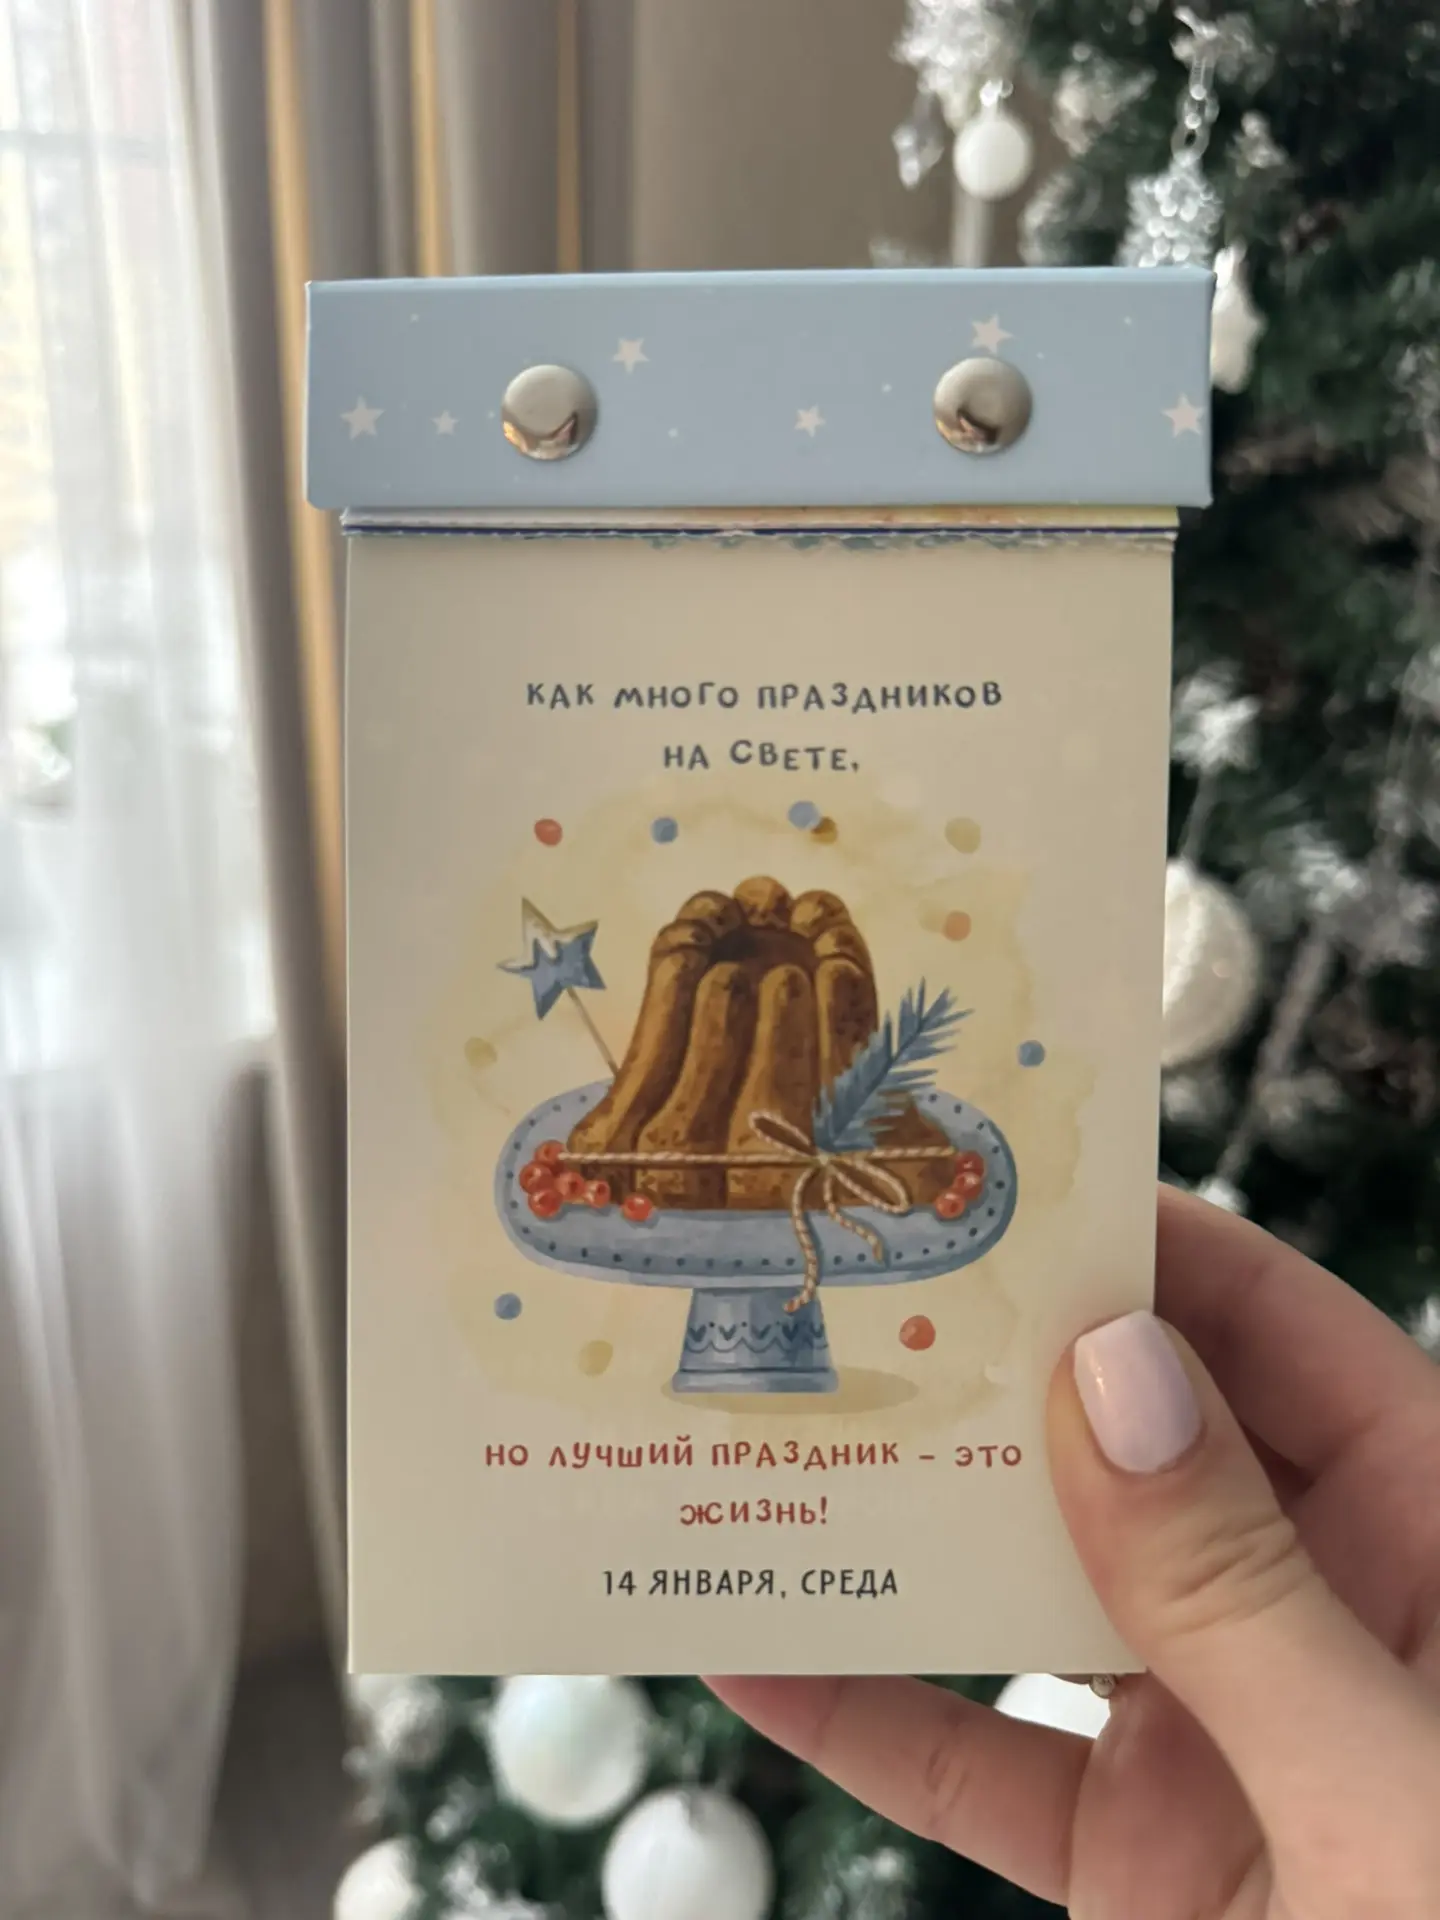 КАК МНОГО ПРАЗДНИКОВ
НА СВЕТЕ,
НО ЛУЧШИЙ ПРАЗДНИК – ЭТО
ЖИЗНЬ!
14 ЯНВАРЯ, СРЕДА